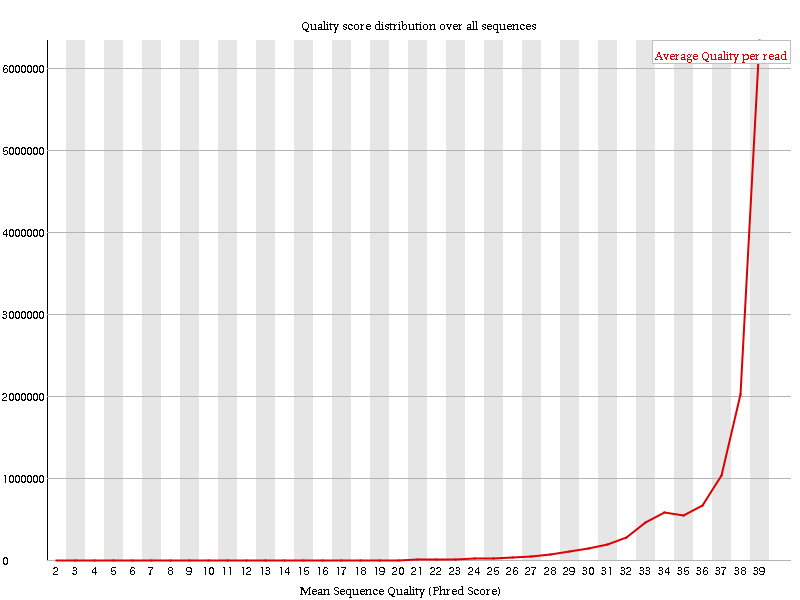 Quality score distribution over all sequences
Average Quality per read
6000000
5000000
4000000
3000000
2000000
1000000
0
2 3 4 5 6 7 8 9 10 11 12 13 14 15 16 17 18 19 20 21 22 23 24 25 26 27 28 29 30 31 32 33 34 35 36 37 38 39
Mean Sequence Quality (Phred Score)